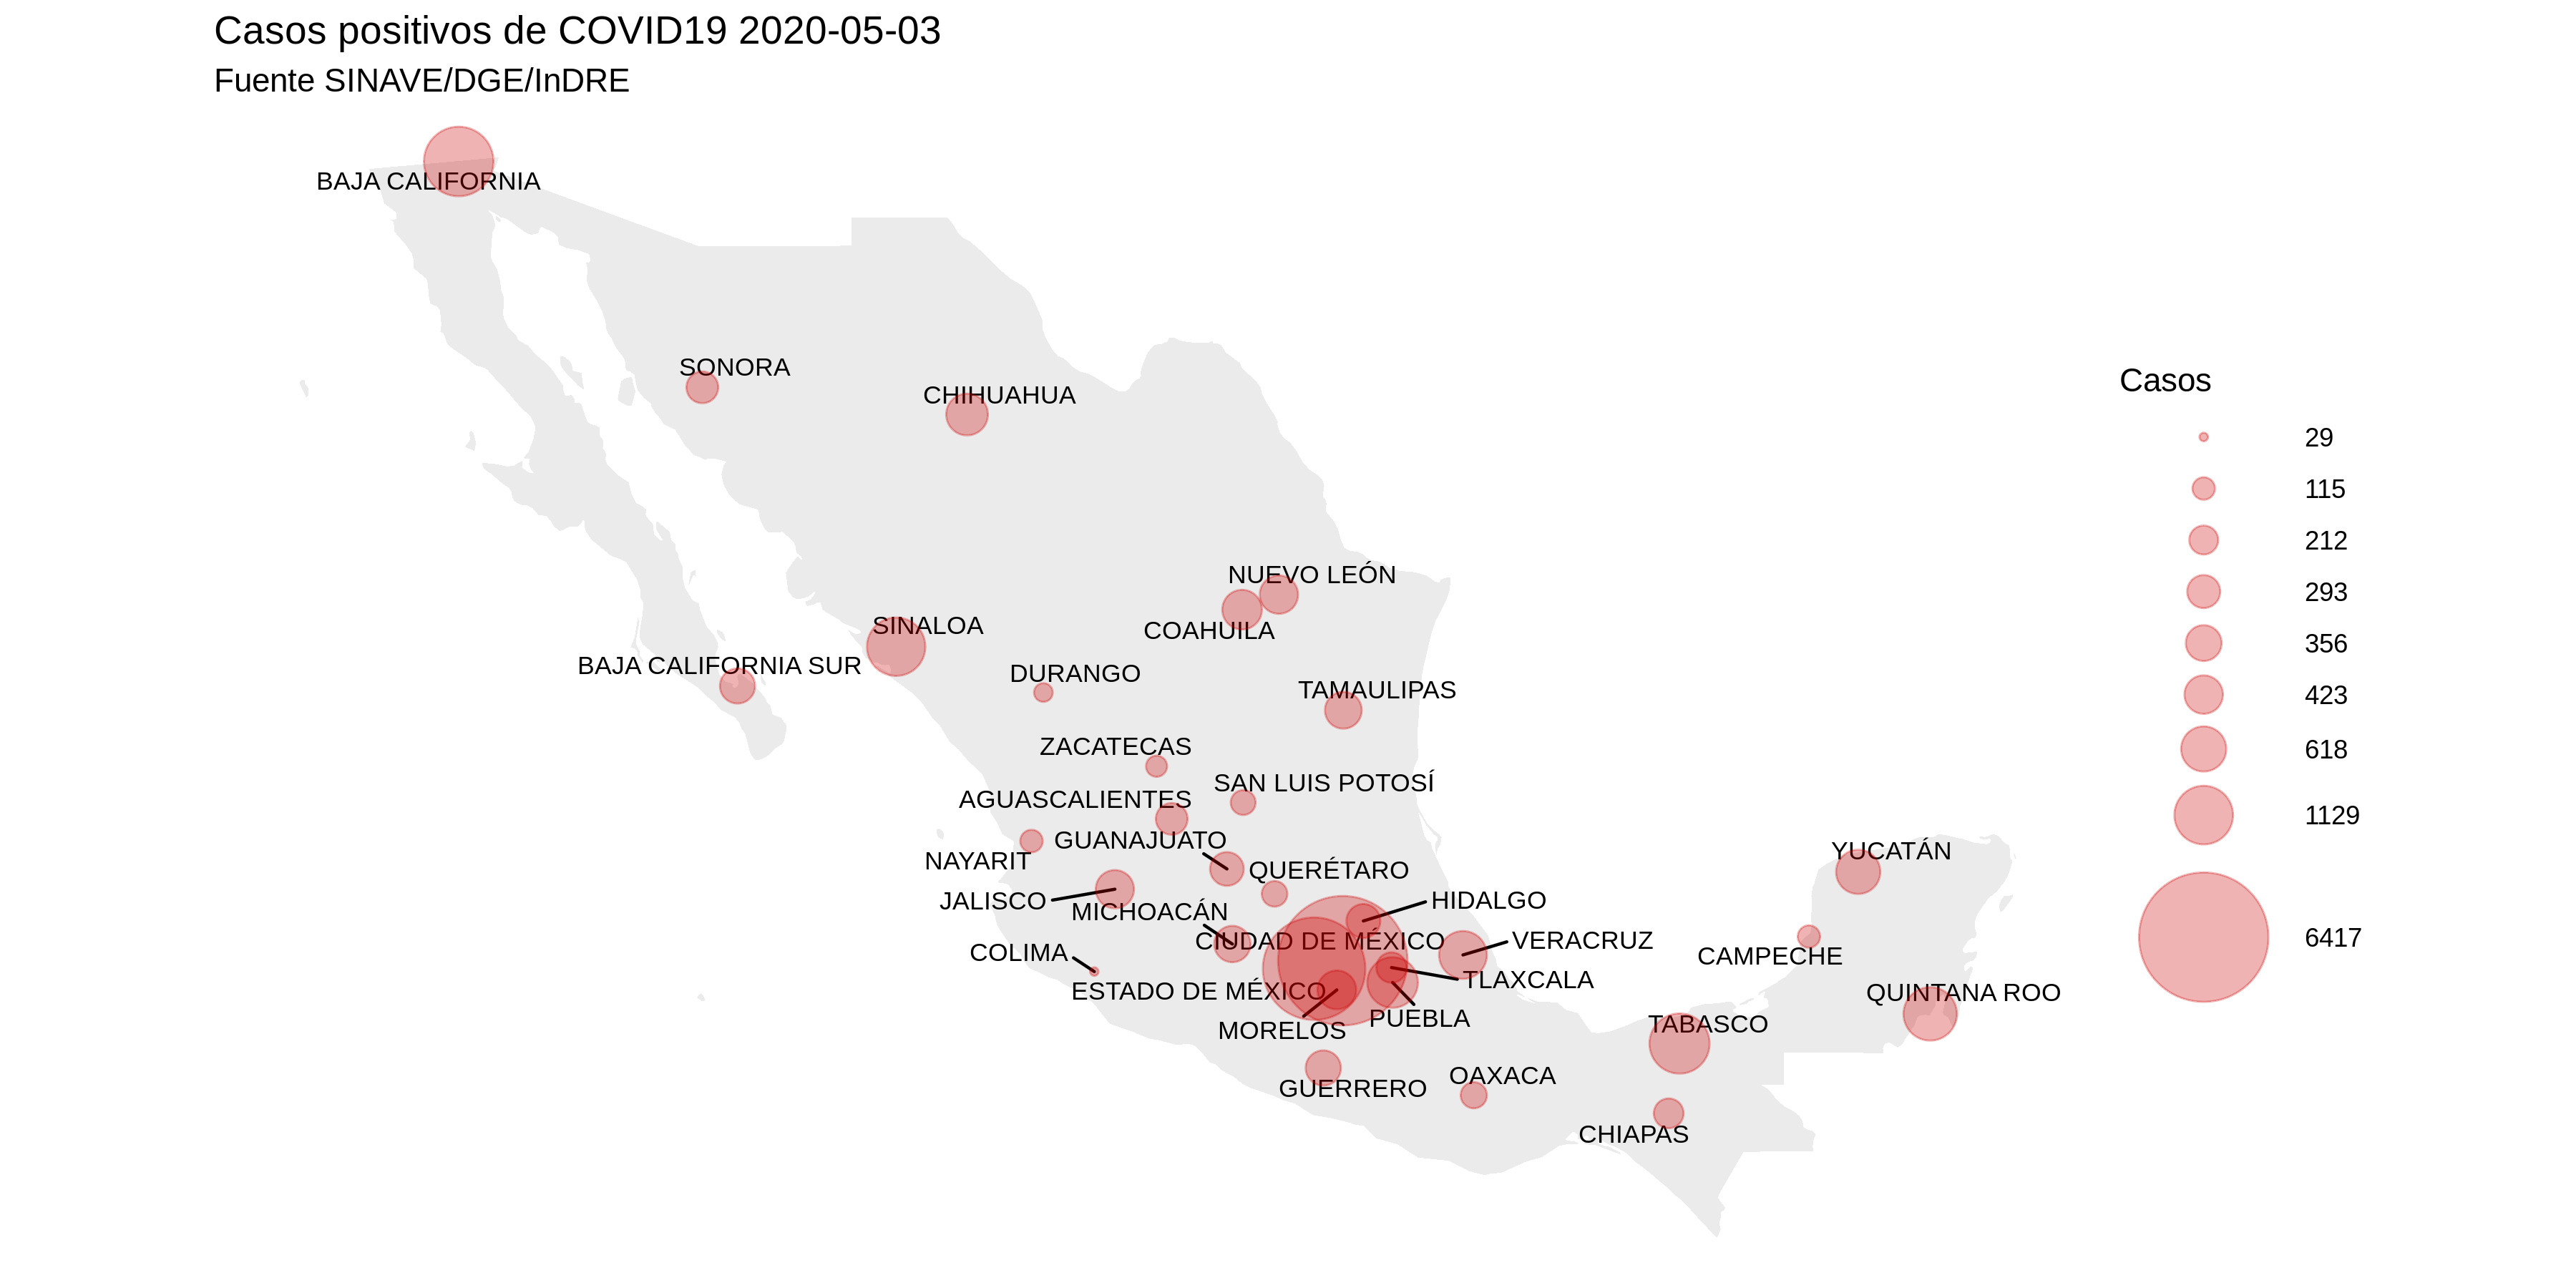 Casos positivos de COVID19 2020-05-03
Fuente SINAVE/DGE/InDRE
BAJA CALIFORNIA
SONORA
CHIHUAHUA
NUEVO LEÓN
COAHUILA
SINALOA
BAJA CALIFORNIA SUR
DURANGO
TAMAULIPAS
ZACATECAS
SAN LUIS POTOSÍ
AGUASCALIENTES
GUANAJUATO
NAYARIT
QUERÉTARO
JALISCO
MICHOACÁN
HIDALGO
CIUDAD DE MÉXICO
VERACRUZ
COLIMA
TLAXCALA
ESTADO DE MÉXICO
PUEBLA
MORELOS
GUERRERO
OAXACA
YUCATÁN
CAMPECHE
QUINTANA ROO
TABASCO
CHIAPAS
Casos
29
115
212
293
356
423
618
1129
6417